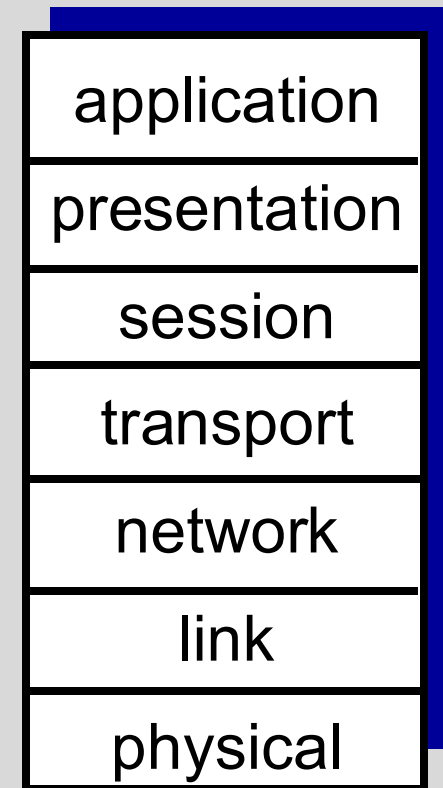 application
presentation
session
transport
network
link
physical